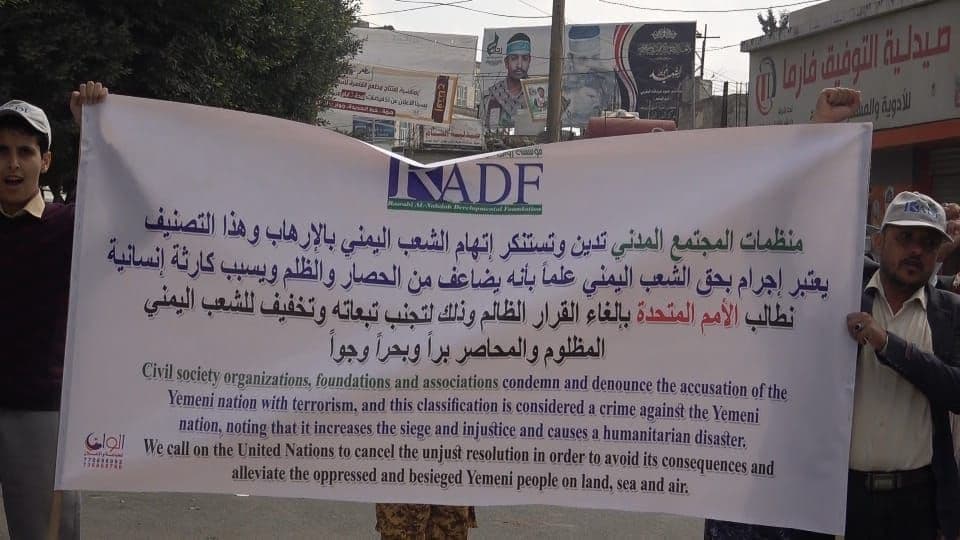 صيدلية التوفيق فارما
للأدوية
RADF
Rawabi Al-Nahdah Developmental Foundation
منظمات المجتمع المدني تدين وتستنكر إتهام الشعب اليمني بالإرهاب وهذا التصنيف
يعتبر إجرام بحق الشعب اليمني علماً بأنه يضاعف من الحصار والظلم ويسبب كارثة إنسانية
نطالب الأمم المتحدة بإلغاء القرار الظالم وذلك لتجنب تبعاته وتخفيف للشعب اليمني
المظلوم والمحاصر براً وبحراً وجواً
Civil society organizations, foundations and associations condemn and denounce the accusation of the
Yemeni nation with terrorism, and this classification is considered a crime against the Yemeni
nation, noting that it increases the siege and injustice and causes a humanitarian disaster.
We call on the United Nations to cancel the unjust resolution in order to avoid its consequences and
alleviate the oppressed and besieged Yemeni people on land, sea and air.